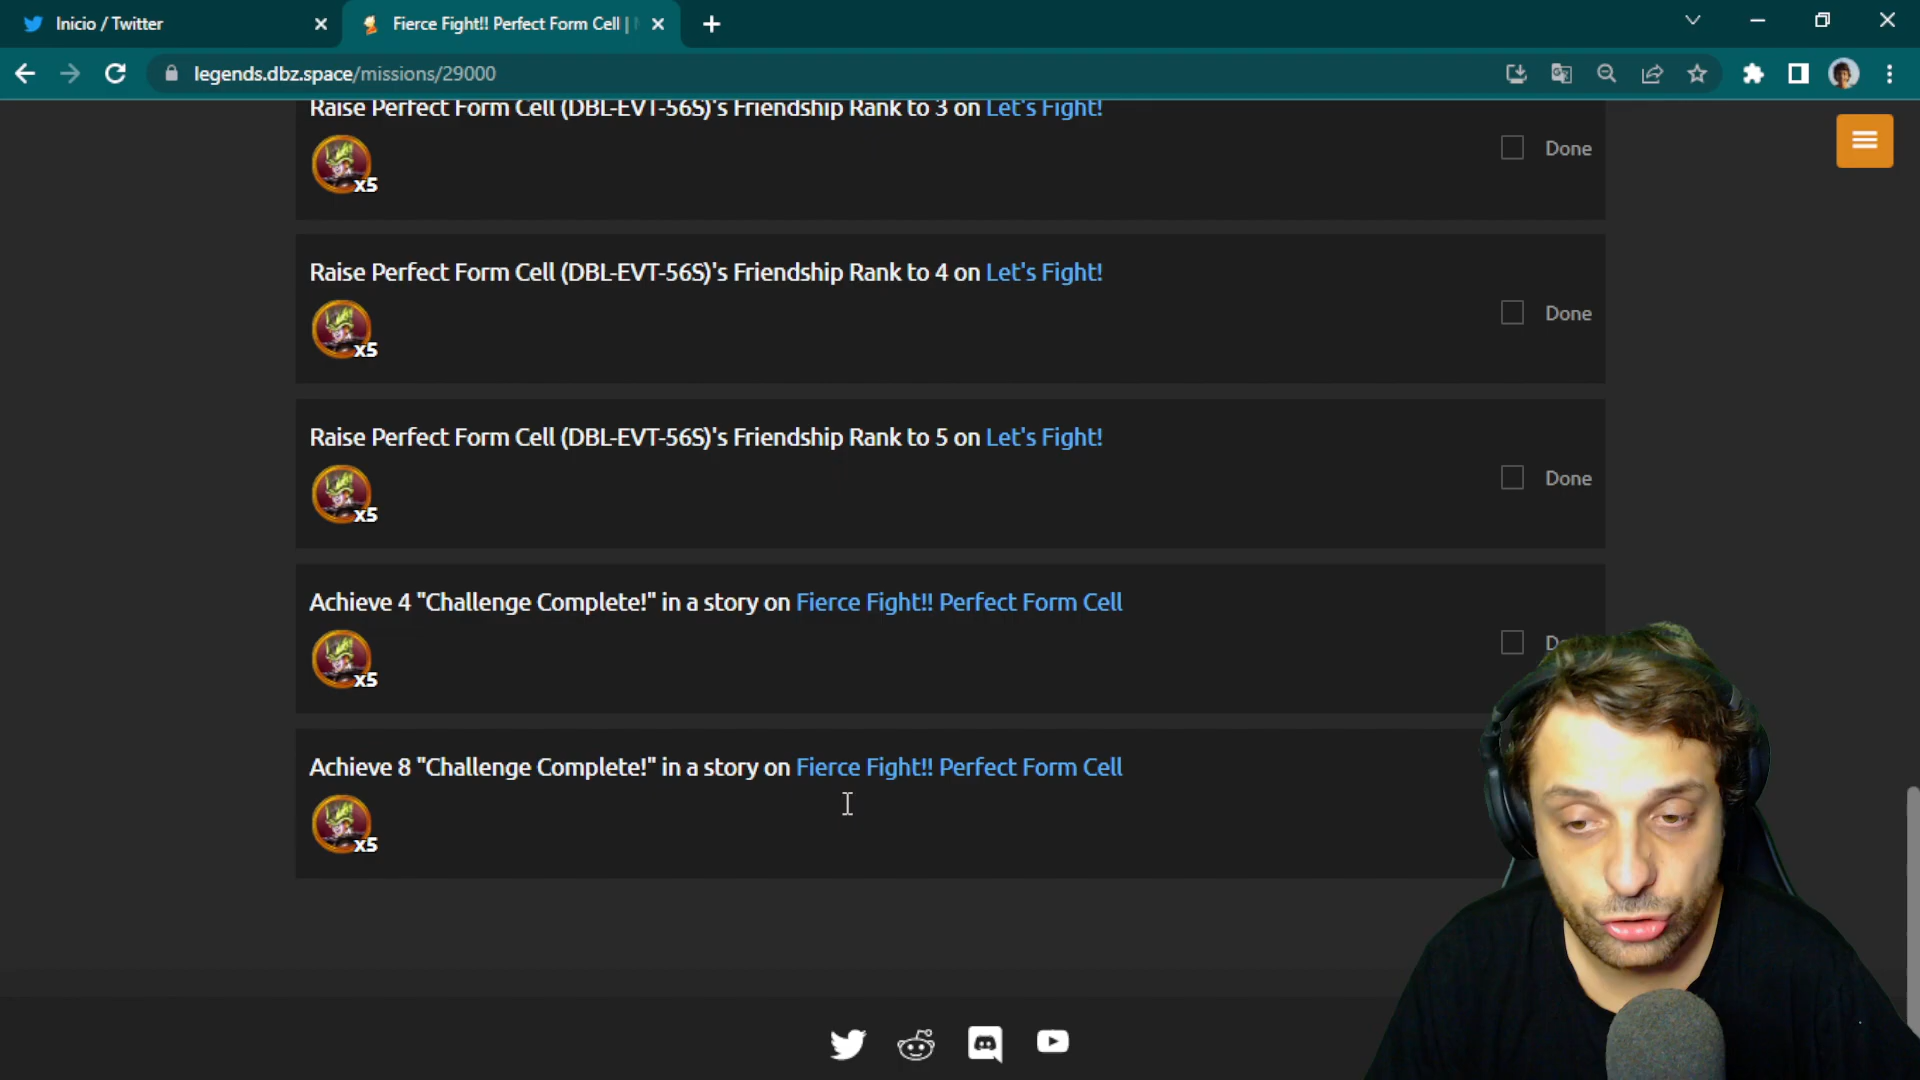 Inicio / Twitter
Fierce Fight!! Perfect Form Cell |
legends.dbz.space/missions/29000
Raise Perfect Form Cell (DBL-EVT-56S)'s Friendship Rank to 3 on Let's Fight!
x5
Done
Raise Perfect Form Cell (DBL-EVT-56S)'s Friendship Rank to 4 on Let's Fight!
x5
Done
Raise Perfect Form Cell (DBL-EVT-56S)'s Friendship Rank to 5 on Let's Fight!
x5
Done
Achieve 4 "Challenge Complete!" in a story on Fierce Fight!! Perfect Form Cell
x5
Achieve 8 "Challenge Complete!" in a story on Fierce Fight!! Perfect Form Cell
x5